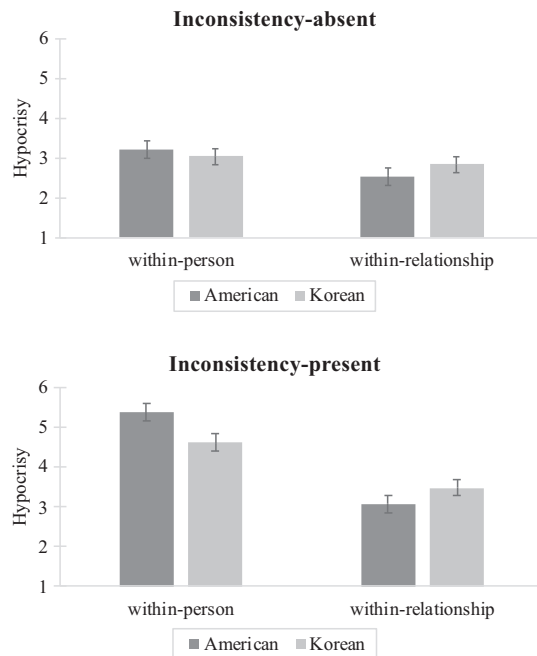 Inconsistency-absent
6
5
4
3
2
1
Hypocrisy
within-person within-relationship
American Korean
Inconsistency-present
6
5
4
3
2
1
Hypocrisy
within-person within-relationship
American Korean